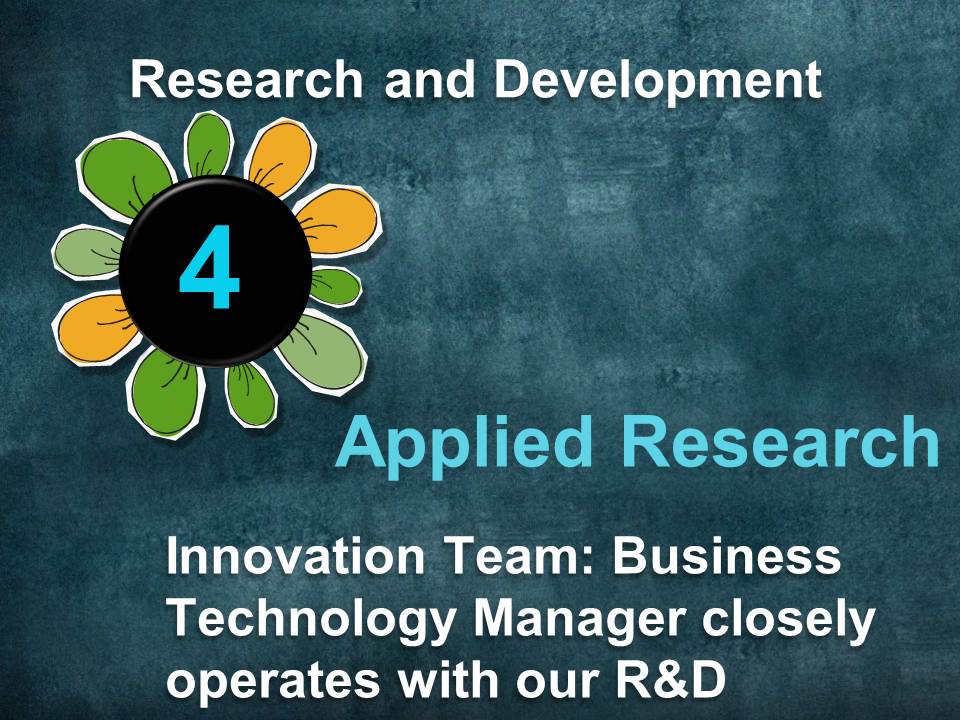 Research and Development
4
Applied Research
Innovation Team: Business
Technology Manager closely
operates with our R&D